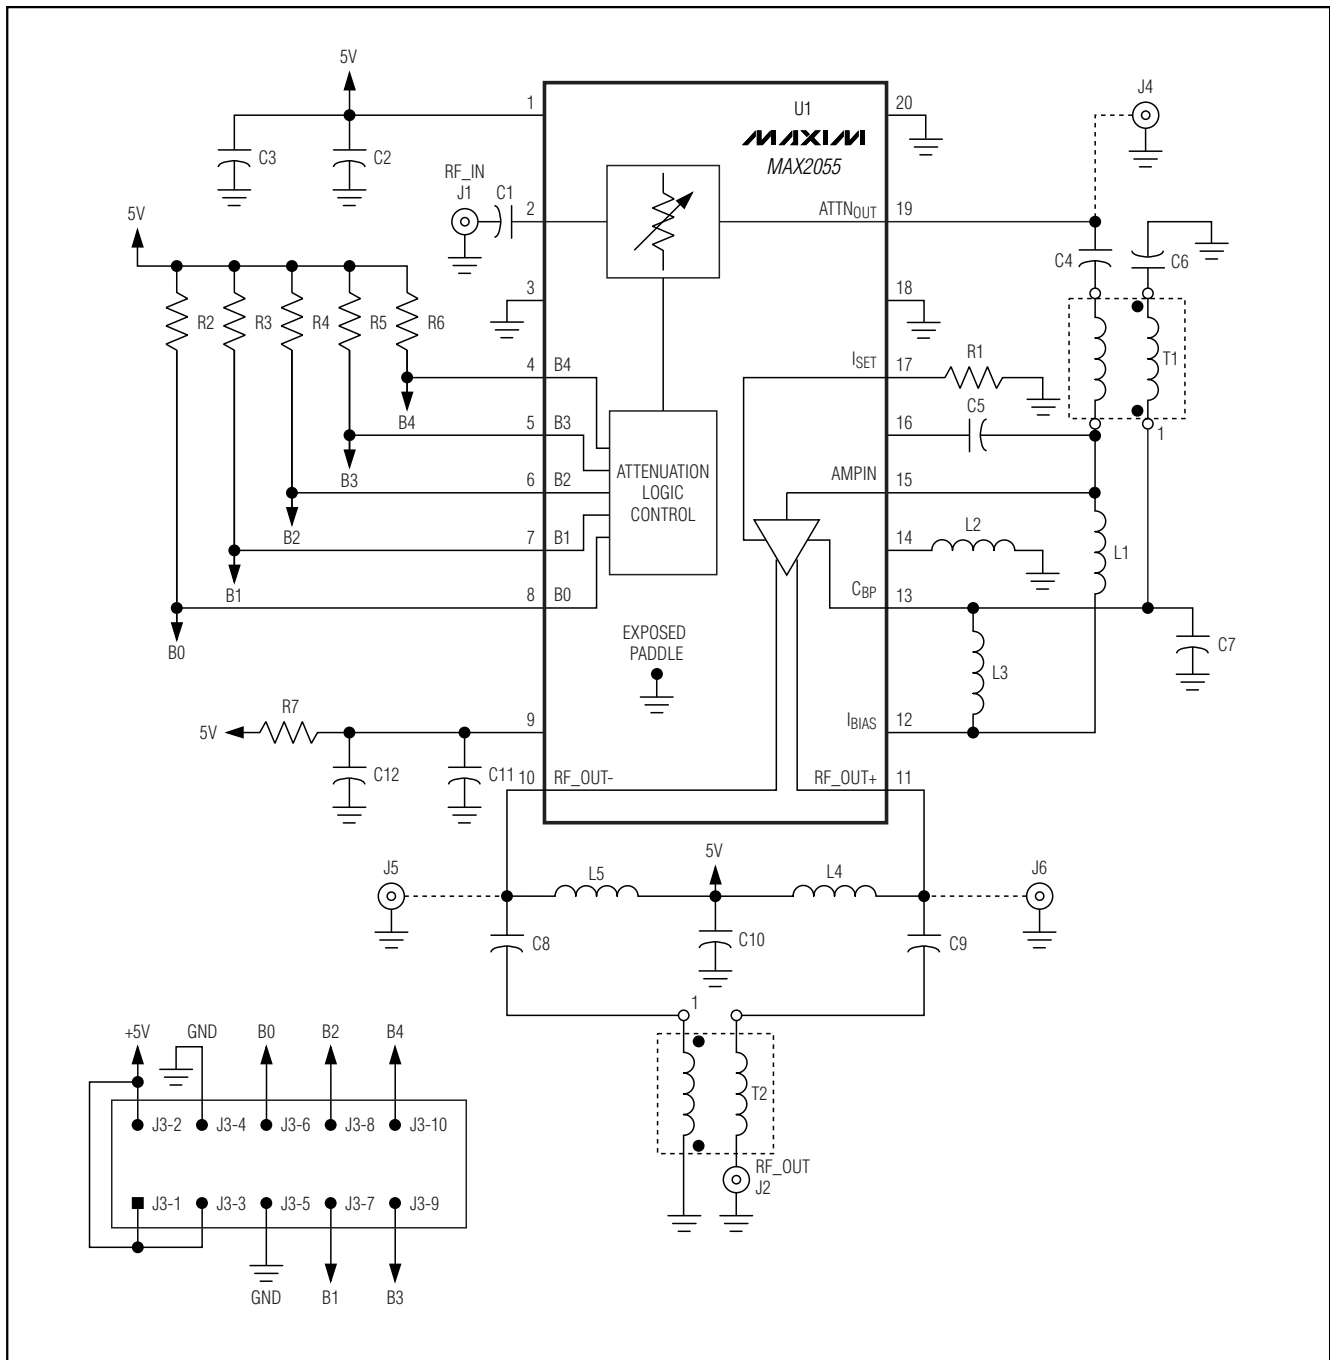 5V
1
U1
20
J4
MAXIM
C3
C2
MAX2055
RF_IN
J1
C1
2
ATTNOUT
19
5V
C4
C6
3
18
R2
R3
R4
R5
R6
T1
ISET
R1
4
B4
17
C5
B4
5
B3
16
1
B3
ATTENUATION
LOGIC
CONTROL
AMPIN
6
B2
15
B2
L2
7
B1
14
L1
B1
CBP
8
B0
13
B0
EXPOSED
PADDLE
C7
L3
R7
5V
9
IBIAS
12
C12
C11
10
RF_OUT-
RF_OUT+
11
J5
L5
5V
L4
J6
C8
C10
C9
1
+5V
GND
B0
B2
B4
T2
J3-2
J3-4
J3-6
J3-8
J3-10
RF_OUT
J2
J3-1
J3-3
J3-5
J3-7
J3-9
GND
B1
B3